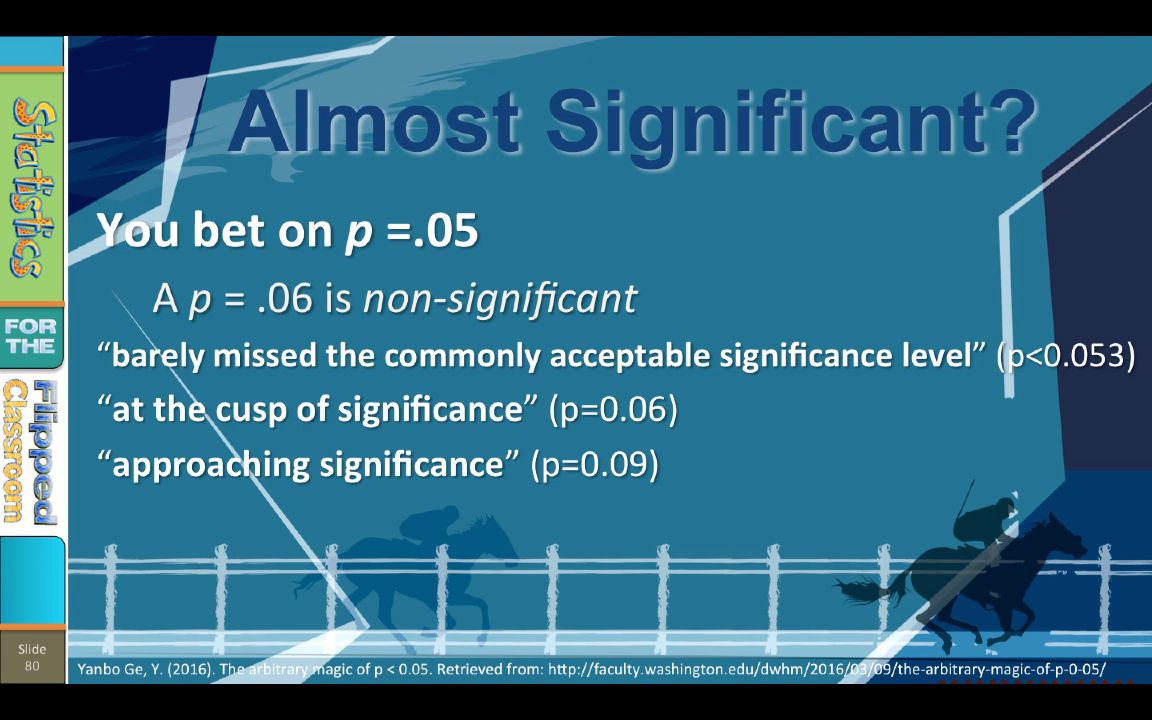 Statistics
FOR
THE
Flipped
Classroom
Slide
80
Almost Significant?
You bet on p =.05
A p = .06 is non-significant
“barely missed the commonly acceptable significance level” (p<0.053)
“at the cusp of significance” (p=0.06)
“approaching significance” (p=0.09)
Yanbo Ge, Y. (2016). The arbitrary magic of p < 0.05. Retrieved from: http://faculty.washington.edu/dwhm/2016/03/09/the-arbitrary-magic-of-p-0-05/